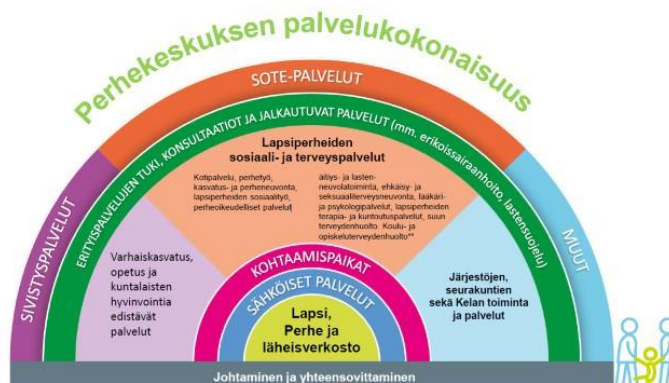 Perhekeskuksen palvelukokonaisuus
SOTE-PALVELUT
SIVISTYSPALVELUT
MUUT
ERITYISPALVELUJEN TUKI, KONSULTAATIOT JA JALKAUTUVAT PALVELUT (mm. erikoissairaanhoito, lastensuojelu)
Lapsiperheiden
sosiaali- ja terveyspalvelut
Kotipalvelu, perhetyö,
kasvatus- ja perheneuvonta,
lapsiperheiden sosiaalityö,
perheoikeudelliset palvelut
äitiys- ja lasten-
neuvolatoiminta, ehkäisy- ja
seksuaaliterveysneuvonta, lääkäri-
ja psykologipalvelut, lapsiperheiden
terapia- ja kuntoutuspalvelut, suun
terveydenhuolto. Koulu- ja
opiskeluterveydenhuolto**
Varhaiskasvatus,
opetus ja
kuntalaisten
hyvinvointia
edistävät
palvelut
KOHTAAMISPAIKAT
SÄHKÖISET PALVELUT
Lapsi,
Perhe ja
läheisverkosto
Järjestöjen,
seurakuntien
sekä Kelan toiminta
ja palvelut
Johtaminen ja yhteensovittaminen